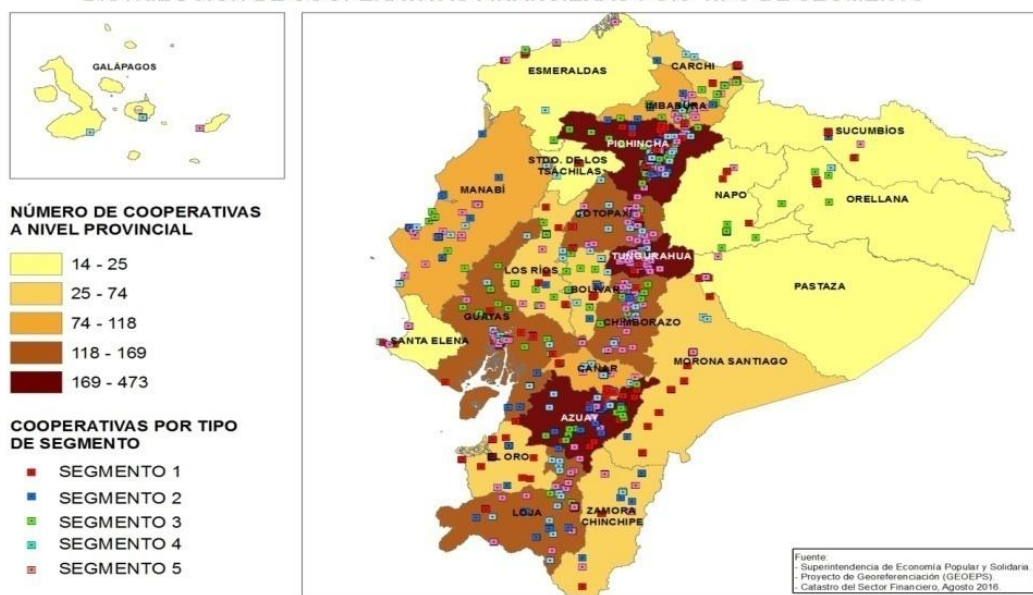 GALÁPAGOS
NÚMERO DE COOPERATIVAS
A NIVEL PROVINCIAL
14 - 25
25 - 74
74 - 118
118 - 169
169 - 473
COOPERATIVAS POR TIPO
DE SEGMENTO
SEGMENTO 1
SEGMENTO 2
SEGMENTO 3
SEGMENTO 4
SEGMENTO 5
ESMERALDAS
CARCHI
IMBABURA
SUCUMBÍOS
PICHINCHA
STDO. DE LOS
TSACHILAS
NAPO
ORELLANA
MANABÍ
COTOPAXI
TUNGURAHUA
LOS RÍOS
BOLIVAR
PASTAZA
GUAYAS
CHIMBORAZO
SANTA ELENA
MORONA SANTIAGO
CAÑAR
AZUAY
EL ORO
LOJA
ZAMORA
CHINCHIPE
Fuente:
- Superintendencia de Economía Popular y Solidaria.
- Proyecto de Georeferenciación (GEOEPS).
- Catastro del Sector Financiero, Agosto 2016.